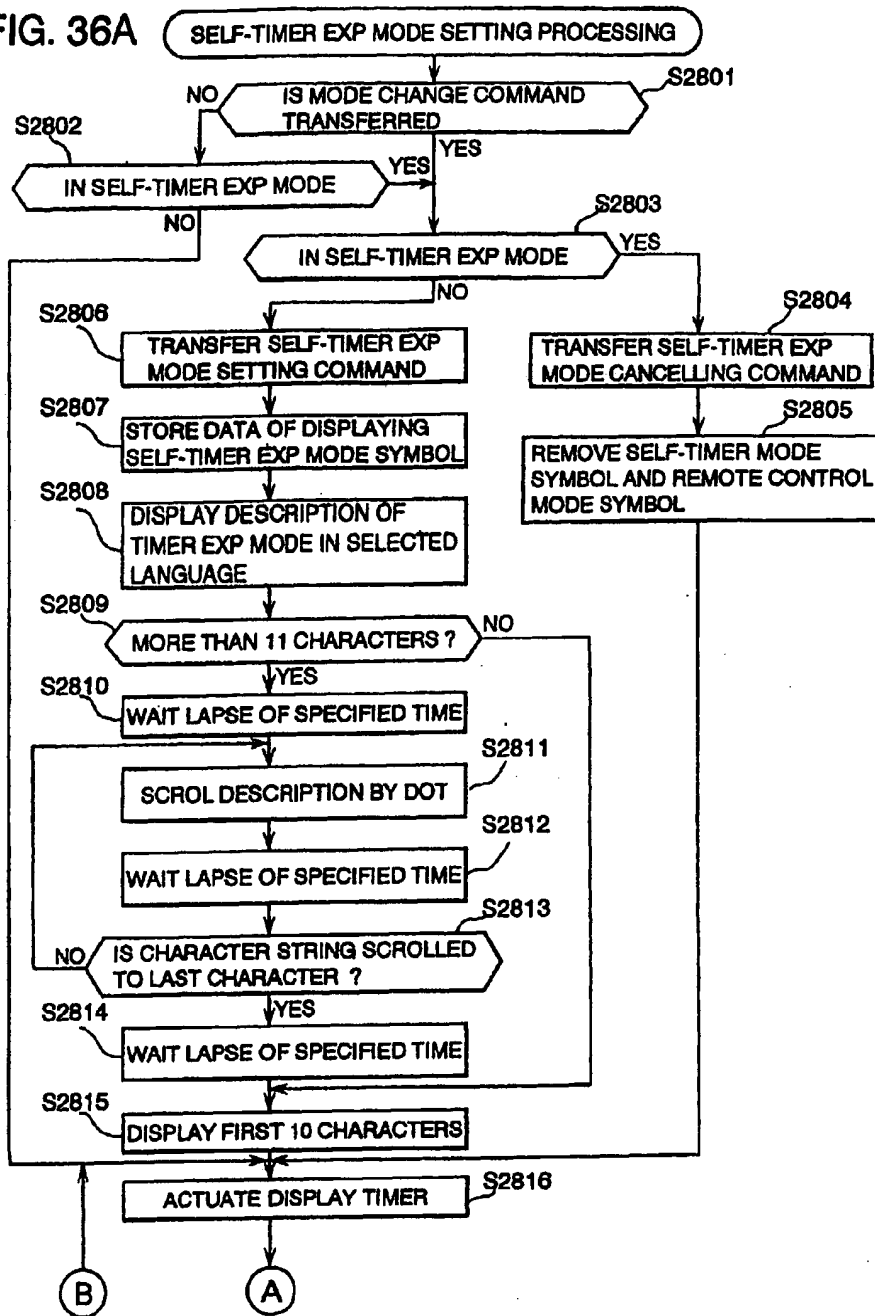 FIG. 36A
SELF-TIMER EXP MODE SETTING PROCESSING
S2801
NO
IS MODE CHANGE COMMAND
TRANSFERRED
S2802
YES
YES
IN SELF-TIMER EXP MODE
NO
S2803
IN SELF-TIMER EXP MODE
YES
NO
S2806
TRANSFER SELF-TIMER EXP
MODE SETTING COMMAND
S2804
TRANSFER SELF-TIMER EXP
MODE CANCELLING COMMAND
S2807
STORE DATA OF DISPLAYING
SELF-TIMER EXP MODE SYMBOL
S2805
REMOVE SELF-TIMER MODE
SYMBOL AND REMOTE CONTROL
MODE SYMBOL
S2808
DISPLAY DESCRIPTION OF
TIMER EXP MODE IN SELECTED
LANGUAGE
S2809
MORE THAN 11 CHARACTERS ?
NO
YES
S2810
WAIT LAPSE OF SPECIFIED TIME
S2811
SCROL DESCRIPTION BY DOT
S2812
WAIT LAPSE OF SPECIFIED TIME
S2813
NO
IS CHARACTER STRING SCROLLED
TO LAST CHARACTER ?
YES
S2814
WAIT LAPSE OF SPECIFIED TIME
S2815
DISPLAY FIRST 10 CHARACTERS
S2816
ACTUATE DISPLAY TIMER
B
A